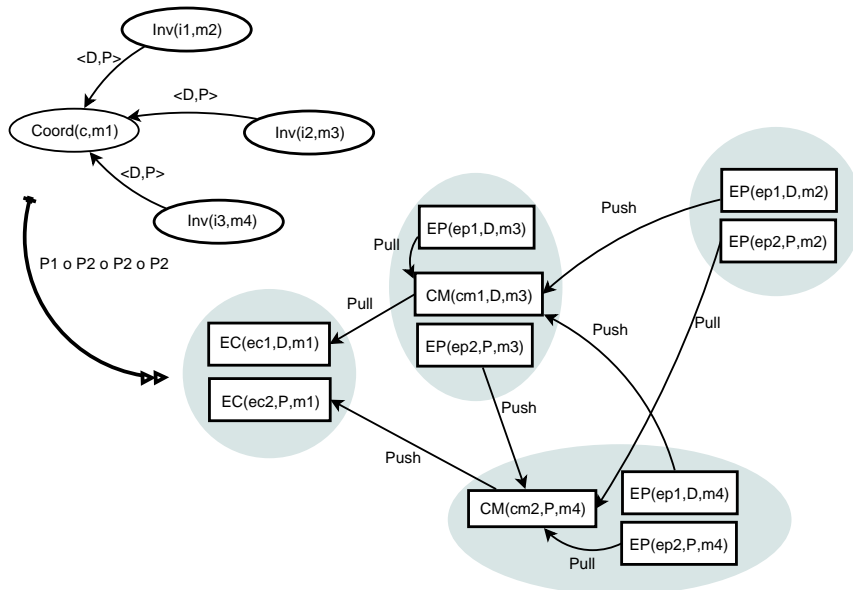 Inv(i1,m2)
<D,P>
<D,P>
Coord(c,m1)
Inv(i2,m3)
<D,P>
Inv(i3,m4)
P1 o P2 o P2 o P2
EP(ep1,D,m2)
EP(ep2,P,m2)
Push
EP(ep1,D,m3)
Pull
CM(cm1,D,m3)
Pull
EP(ep2,P,m3)
Push
Pull
EC(ec1,D,m1)
EC(ec2,P,m1)
Push
Push
CM(cm2,P,m4)
EP(ep1,D,m4)
EP(ep2,P,m4)
Pull